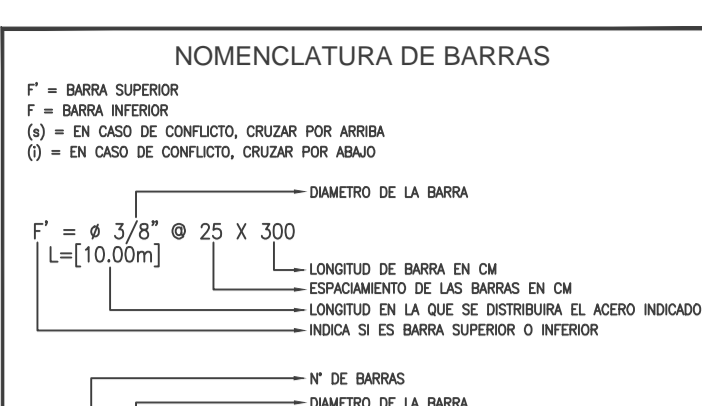 NOMENCLATURA DE BARRAS
F' = BARRA SUPERIOR
F = BARRA INFERIOR
(s) = EN CASO DE CONFLICTO, CRUZAR POR ARRIBA
(i) = EN CASO DE CONFLICTO, CRUZAR POR ABAJO
DIAMETRO DE LA BARRA
F' = ø 3/8" @ 25 X 300
L=[10.00m]
LONGITUD DE BARRA EN CM
ESPACIAMIENTO DE LAS BARRAS EN CM
LONGITUD EN LA QUE SE DISTRIBUIRA EL ACERO INDICADO
INDICA SI ES BARRA SUPERIOR O INFERIOR
N° DE BARRAS
DIAMETRO DE LA BARRA